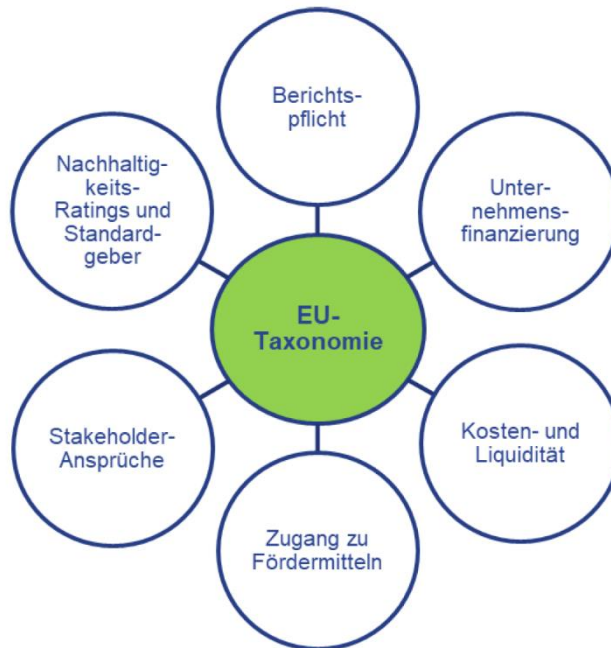 Berichts-
pflicht
Nachhaltig-
keits-
Ratings und
Standard-
geber
Unter-
nehmens-
finanzierung
EU-
Taxonomie
Stakeholder-
Ansprüche
Kosten- und
Liquidität
Zugang zu
Fördermitteln